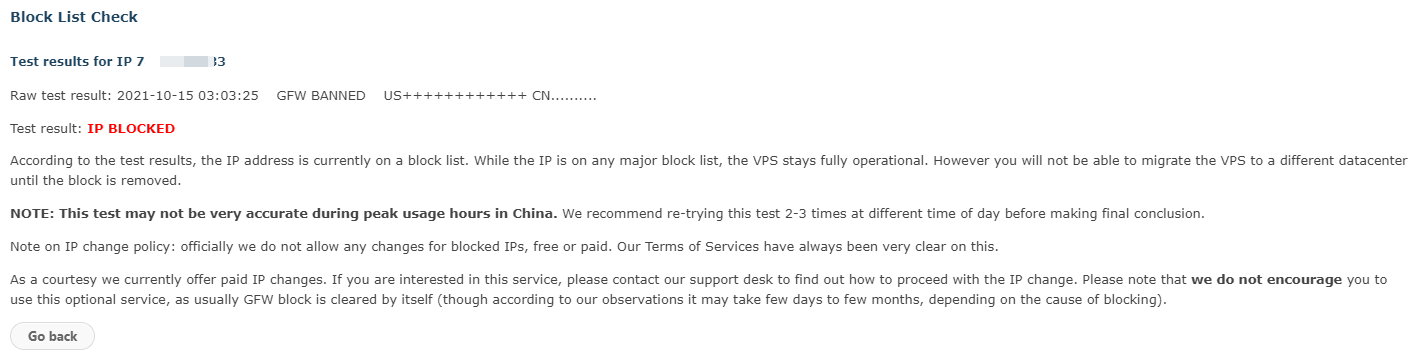 Block List Check
Test results for IP 7 33
Raw test result: 2021-10-15 03:03:25 GFW BANNED US++++++++++++ CN..........
Test result: IP BLOCKED
According to the test results, the IP address is currently on a block list. While the IP is on any major block list, the VPS stays fully operational. However you will not be able to migrate the VPS to a different datacenter
until the block is removed.
NOTE: This test may not be very accurate during peak usage hours in China. We recommend re-trying this test 2-3 times at different time of day before making final conclusion.
Note on IP change policy: officially we do not allow any changes for blocked IPs, free or paid. Our Terms of Services have always been very clear on this.
As a courtesy we currently offer paid IP changes. If you are interested in this service, please contact our support desk to find out how to proceed with the IP change. Please note that we do not encourage you to
use this optional service, as usually GFW block is cleared by itself (though according to our observations it may take few days to few months, depending on the cause of blocking).
Go back